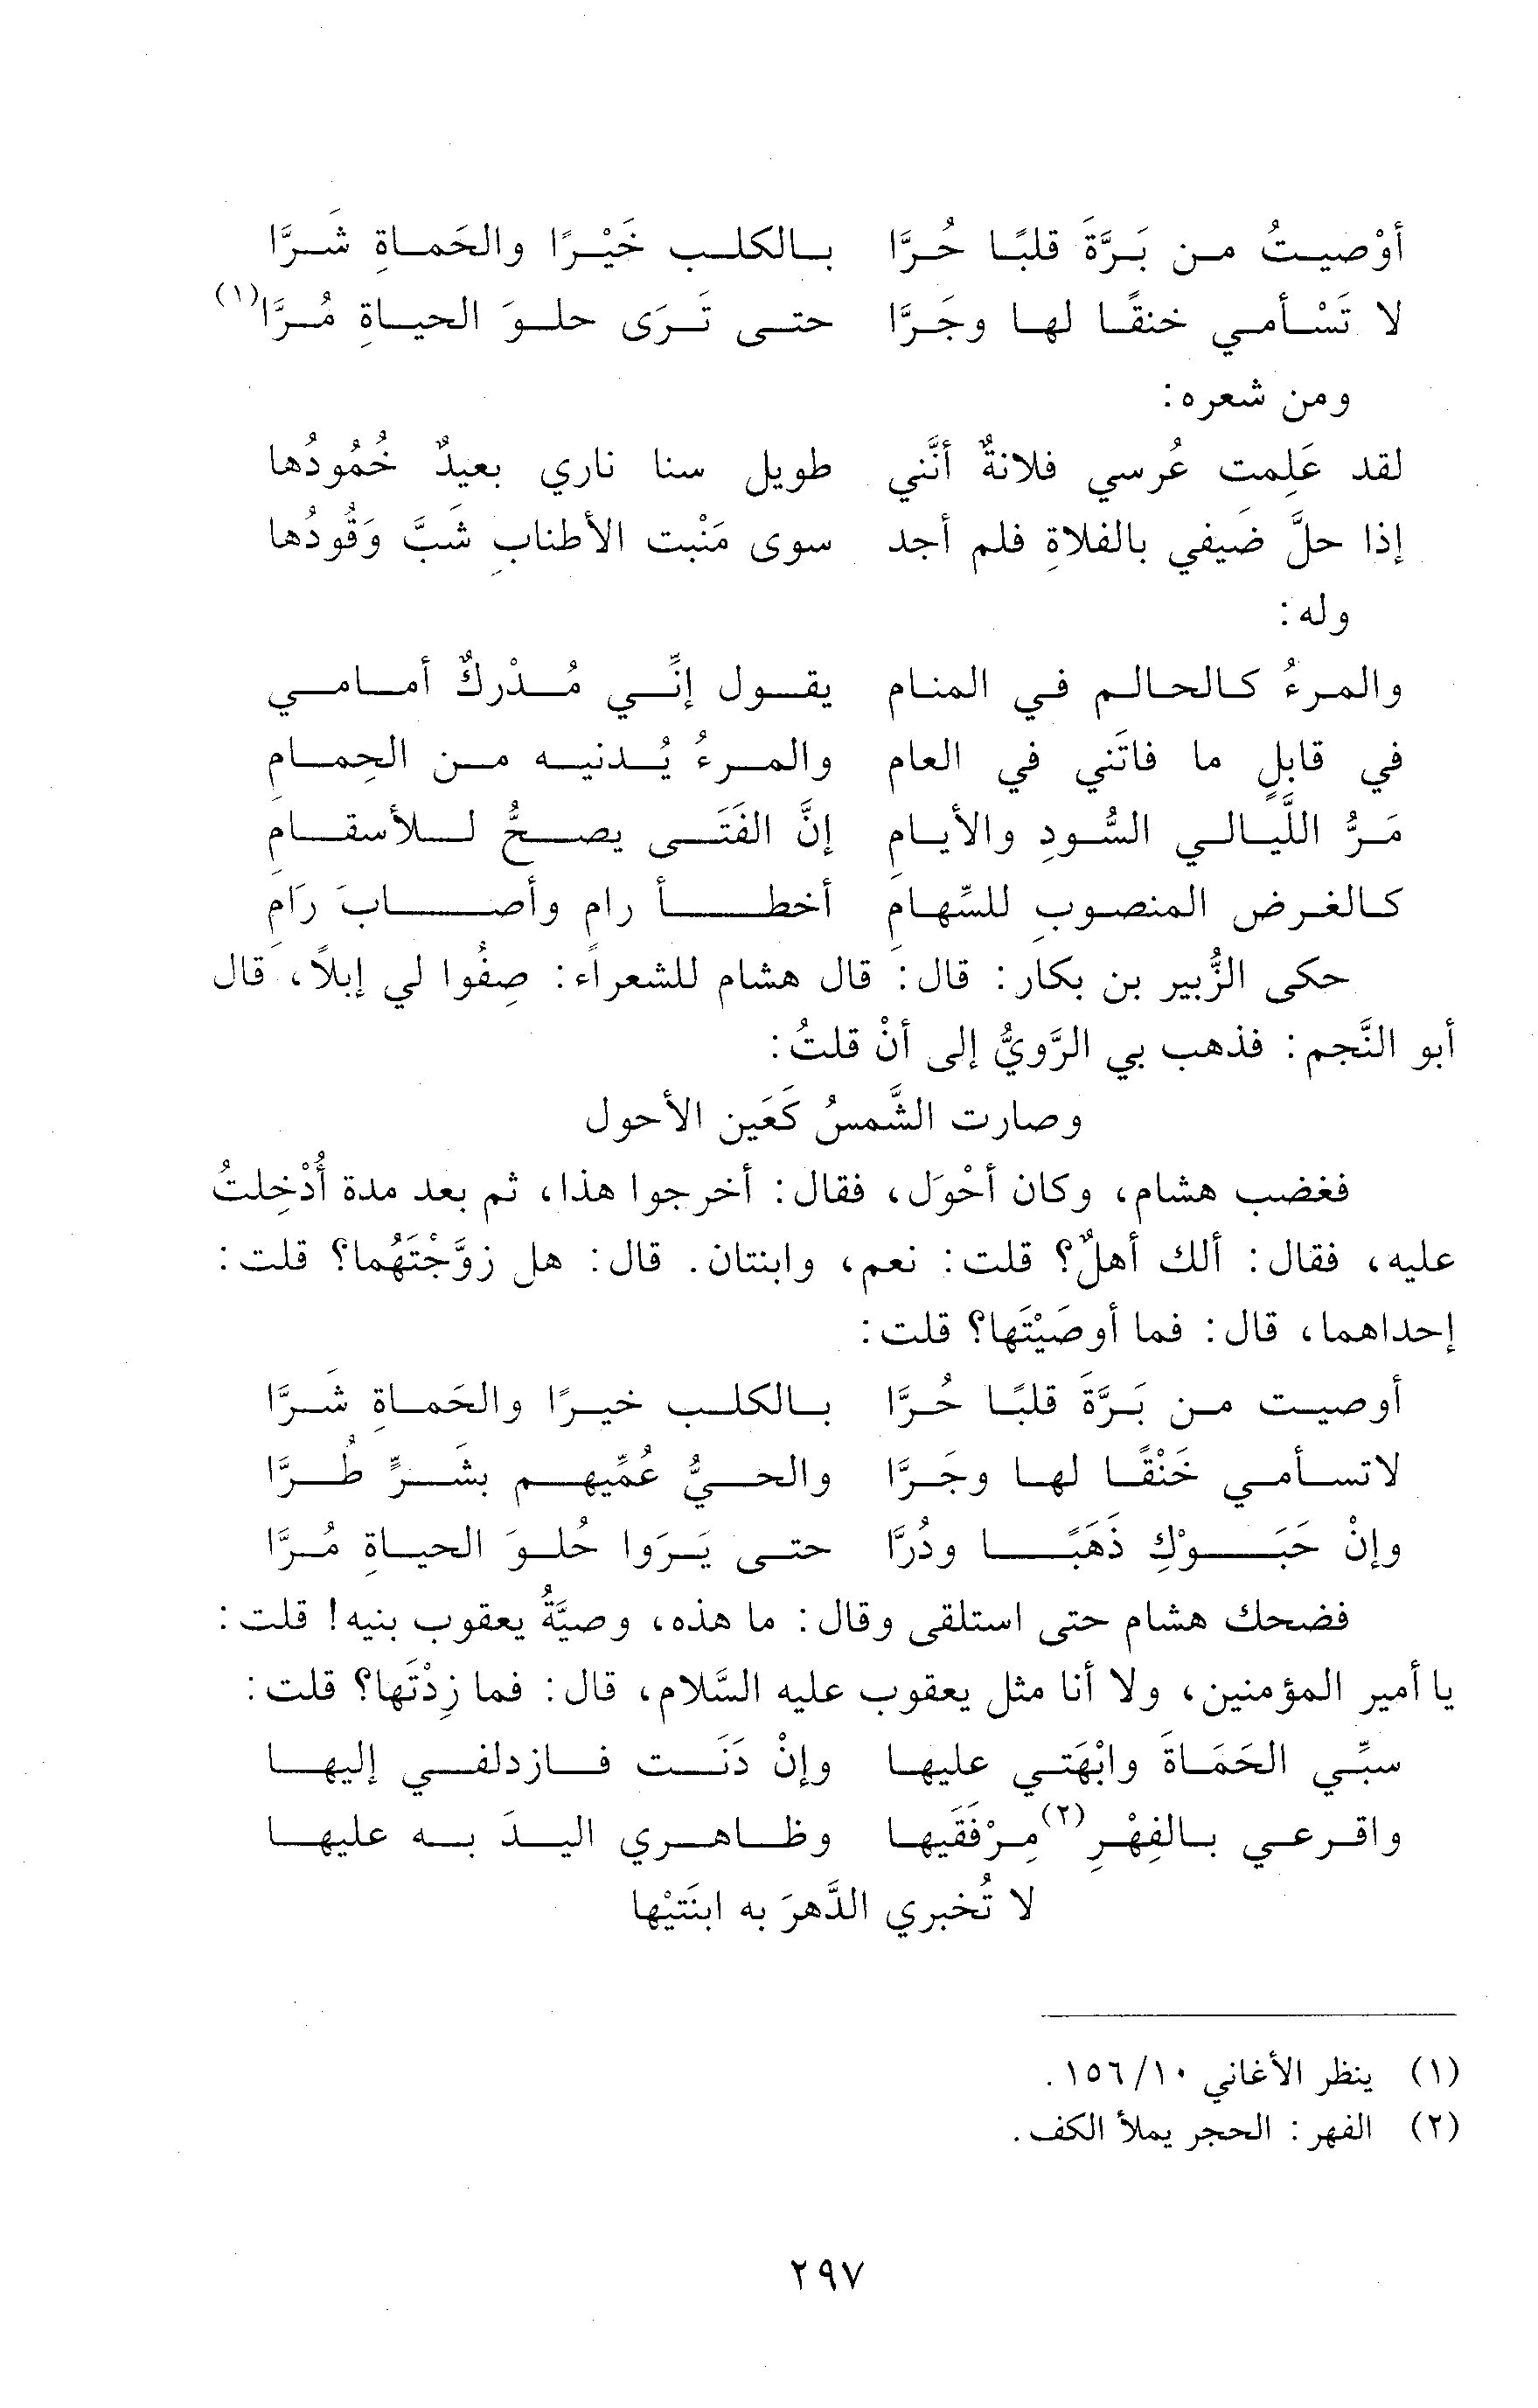 أوْصيتُ من بَرَّةَ قلبًا حُرَّا بالكلب خَيْرًا والحَماةِ شَرَّا
لا تَسْأمي خنقًا لها وجَرَّا حتى تَرَى حلوَ الحياةِ مُرَّا(١)
ومن شعره:
لقد عَلِمت عُرسي فلانةٌ أنَّني طويل سنا ناري بعيدٌ خُمُودُها
إذا حلَّ ضَيفي بالفلاةِ فلم أجد سوى مَنْبت الأطنابِ شَبَّ وَقُودُها
وله:
والمرءُ كالحالم في المنام يقول إنِّي مُدْركٌ أمامي
في قابلٍ ما فاتَني في العام والمرءُ يُدنيه من الحِمامِ
مَرُّ اللَّيالي السُّودِ والأيامِ إنَّ الفَتَى يصحُّ للأسقامِ
كالغرض المنصوبِ للسِّهامِ أخطأ رام وأصابَ رَامِ
حكى الزُّبير بن بكار: قال: قال هشام للشعراء: صِفُوا لي إبلاً، قال
أبو النَّجم: فذهب بي الرَّويُّ إلى أنْ قلتُ:
وصارت الشَّمسُ كَعَين الأحول
فغضب هشام، وكان أحْوَل، فقال: أخرجوا هذا، ثم بعد مدة أُدْخِلتُ
عليه، فقال: ألك أهلٌ؟ قلت: نعم، وابنتان. قال: هل زوَّجْتَهُما؟ قلت:
إحداهما، قال: فما أوصَيْتَها؟ قلت:
أوصيت من بَرَّةَ قلبًا حُرَّا بالكلب خيرًا والحَماةِ شَرَّا
لاتسأمي خَنْقًا لها وجَرَّا والحيُّ عُمِّيهم بشَرٍّ طُرَّا
وإنْ حَبَوْكِ ذَهَبًا ودُرَّا حتى يَرَوا حُلوَ الحياةِ مُرَّا
فضحك هشام حتى استلقى وقال: ما هذه، وصيَّةُ يعقوب بنيه! قلت:
يا أمير المؤمنين، ولا أنا مثل يعقوب عليه السَّلام، قال: فما زِدْتَها؟ قلت:
سبِّي الحَمَاةَ وابْهَتي عليها وإنْ دَنَت فازدلفي إليها
واقرعي بالفِهْرِ(٢) مِرْفَقَيها وظاهري اليدَ به عليها
لا تُخبري الدَّهرَ به ابنَتيْها
(١) ينظر الأغاني ١٥٦/١٠.
(٢) الفهر: الحجر يملأ الكف.
٢٩٧